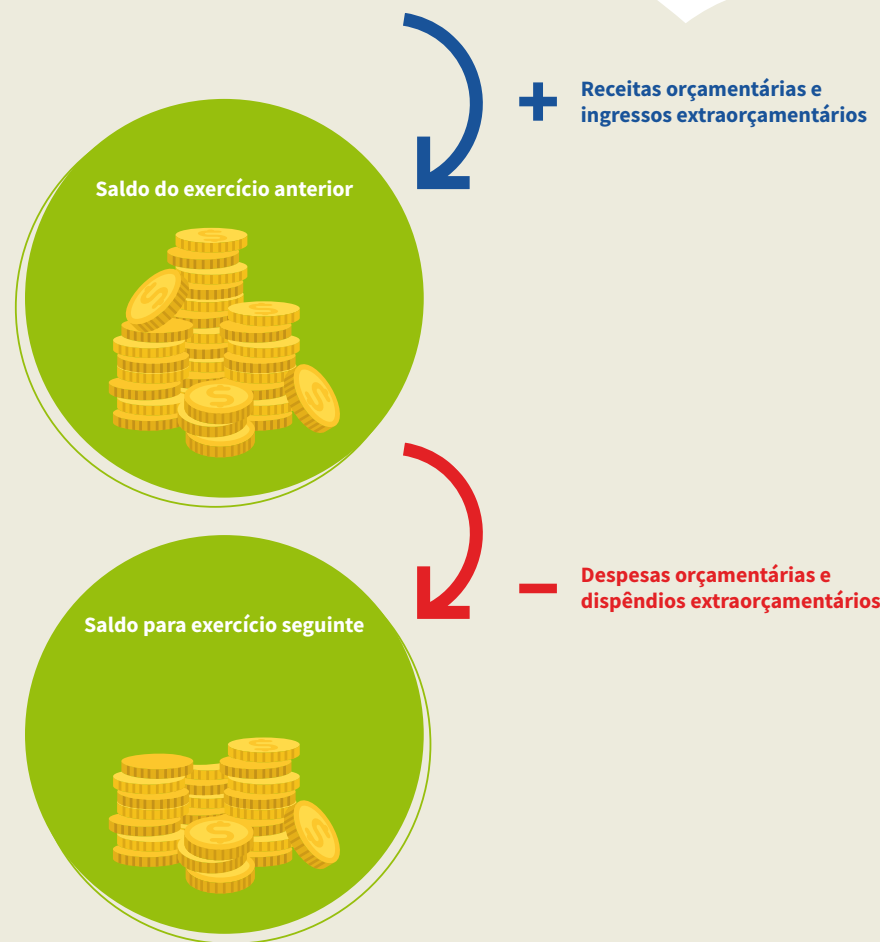 + Receitas orçamentárias e
ingressos extraorçamentários
Saldo do exercício anterior
− Despesas orçamentárias e
dispêndios extraorçamentários
Saldo para exercício seguinte